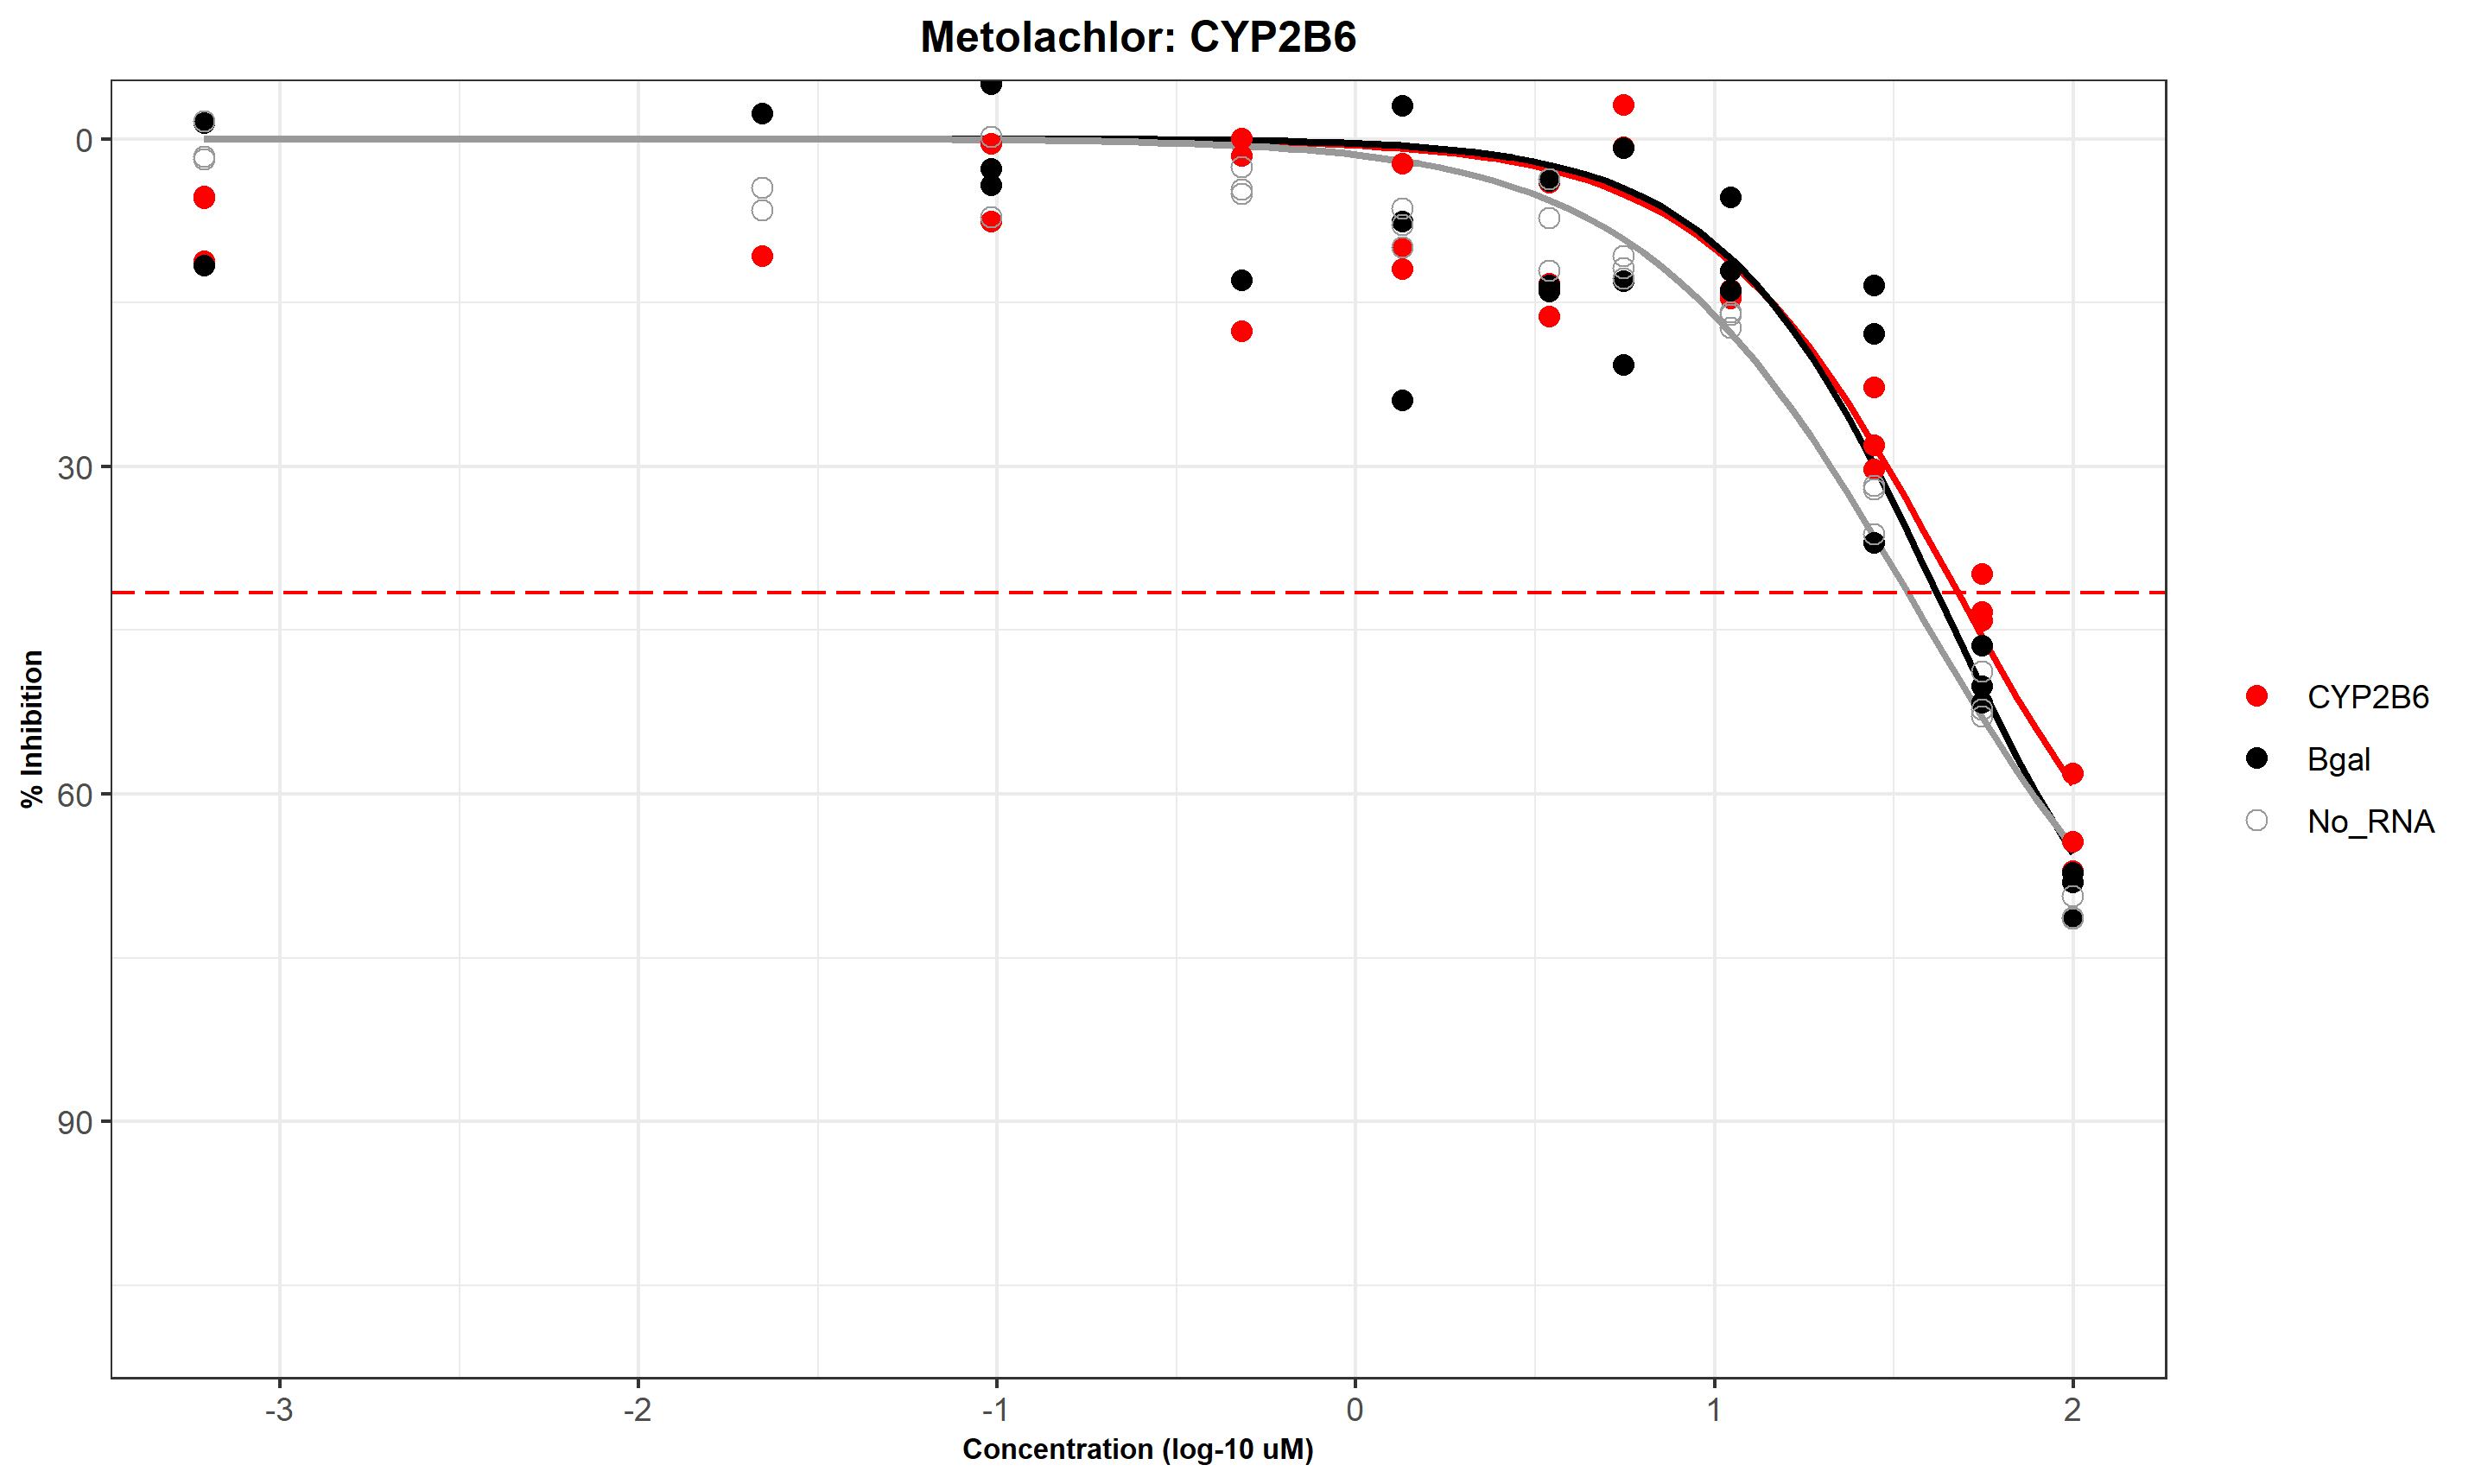 Metolachlor: CYP2B6
% Inhibition
0
30
60
90
-3
-2
-1
0
1
2
Concentration (log-10 uM)
CYP2B6
Bgal
No_RNA